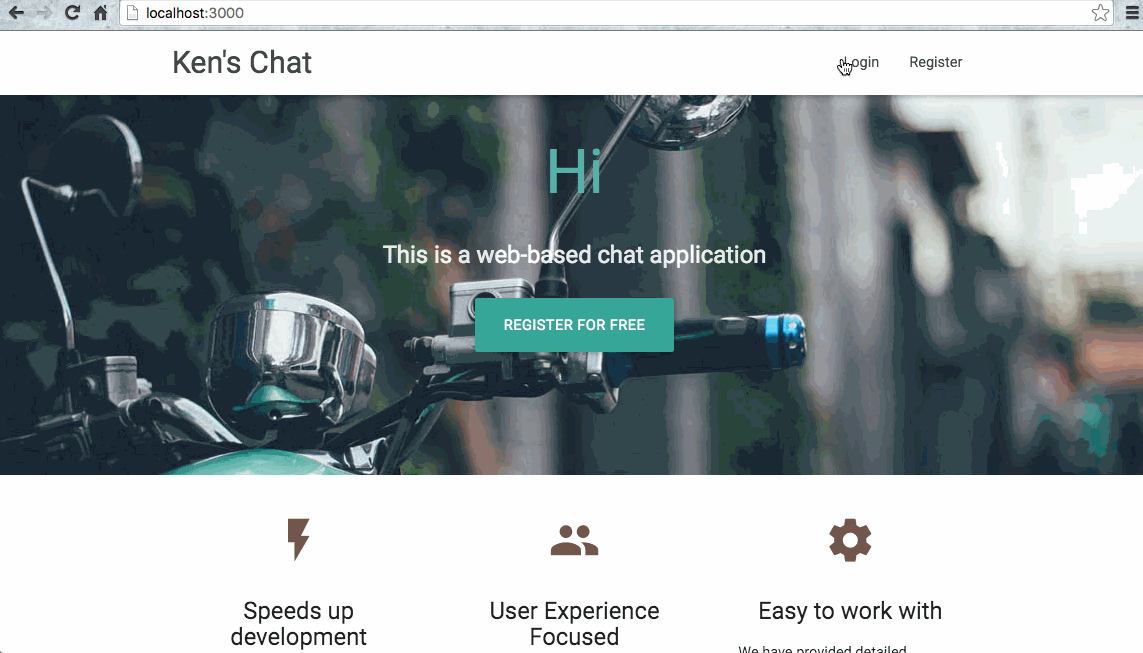 localhost:3000
Ken's Chat
Login
Register
Hi
This is a web-based chat application
REGISTER FOR FREE
Speeds up
development
User Experience
Focused
Easy to work with
We have provided detailed